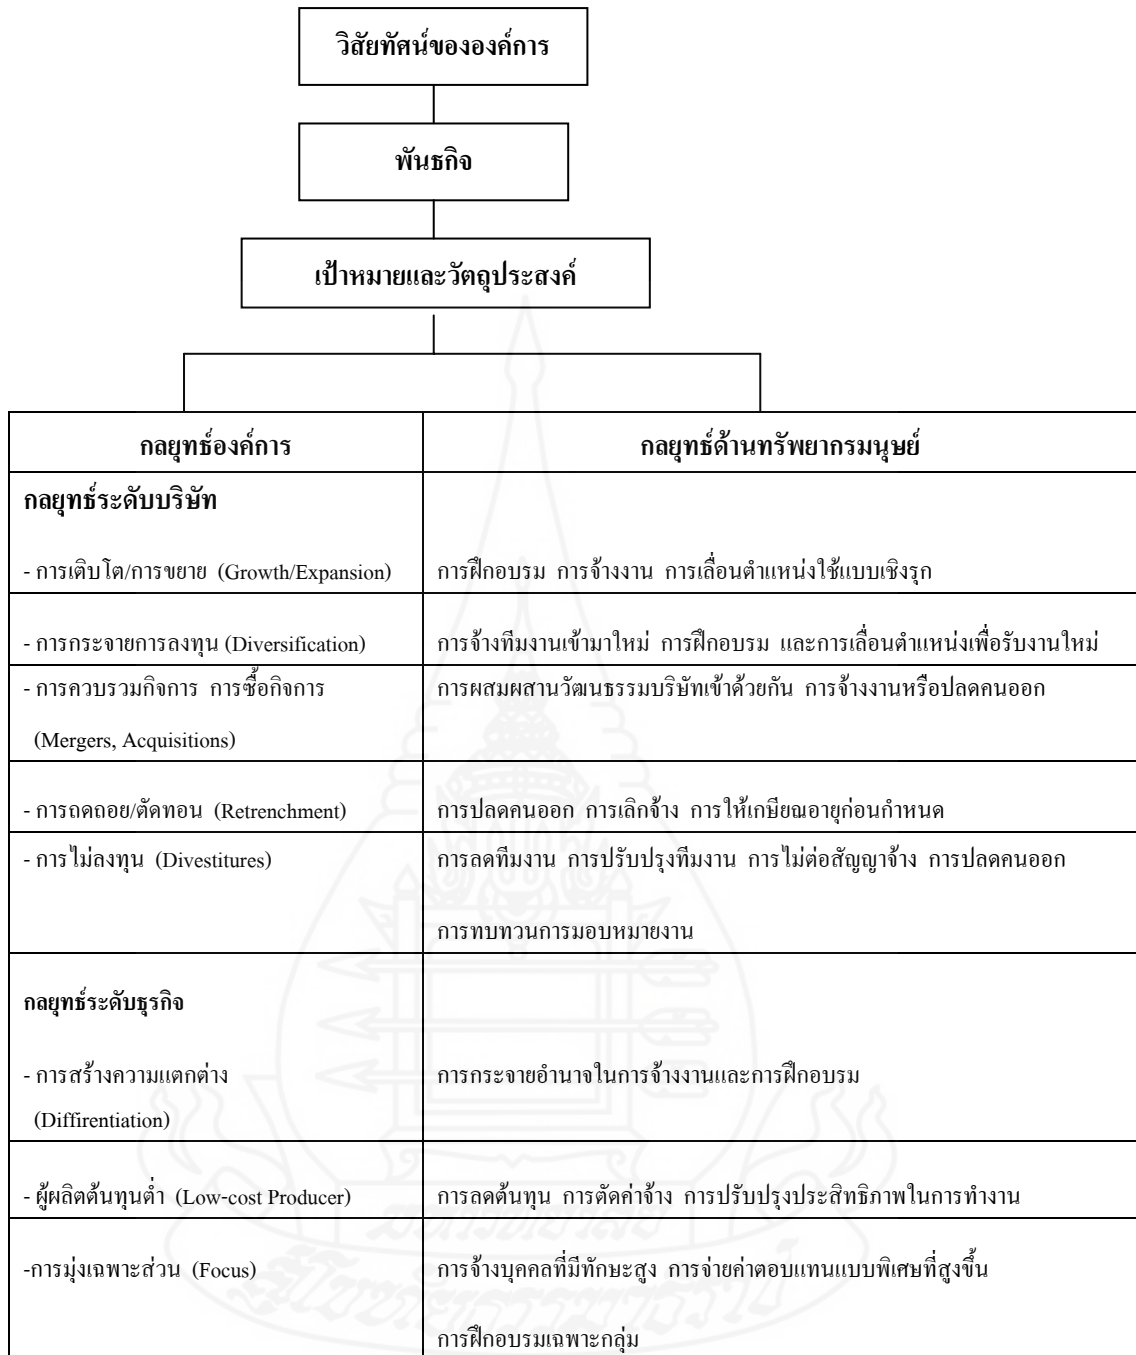 วิสัยทัศน์ขององค์การ
พันธกิจ
เป้าหมายและวัตถุประสงค์
กลยุทธ์องค์การ
กลยุทธ์ด้านทรัพยากรมนุษย์
กลยุทธ์ระดับบริษัท
- การเติบโต/การขยาย (Growth/Expansion)
การฝึกอบรม การจ้างงาน การเลื่อนตำแหน่งใช้แบบเชิงรุก
- การกระจายการลงทุน (Diversification)
การจ้างทีมงานเข้ามาใหม่ การฝึกอบรม และการเลื่อนตำแหน่งเพื่อรับงานใหม่
- การควบรวมกิจการ การซื้อกิจการ
(Mergers, Acquisitions)
การผสมผสานวัฒนธรรมบริษัทเข้าด้วยกัน การจ้างงานหรือปลดคนออก
- การถดถอย/ตัดทอน (Retrenchment)
การปลดคนออก การเลิกจ้าง การให้เกษียณอายุก่อนกำหนด
- การไม่ลงทุน (Divestitures)
การลดทีมงาน การปรับปรุงทีมงาน การไม่ต่อสัญญาจ้าง การปลดคนออก
การทบทวนการมอบหมายงาน
กลยุทธ์ระดับธุรกิจ
- การสร้างความแตกต่าง
(Diffirentiation)
การกระจายอำนาจในการจ้างงานและการฝึกอบรม
- ผู้ผลิตต้นทุนต่ำ (Low-cost Producer)
การลดต้นทุน การตัดค่าจ้าง การปรับปรุงประสิทธิภาพในการทำงาน
-การมุ่งเฉพาะส่วน (Focus)
การจ้างบุคคลที่มีทักษะสูง การจ่ายค่าตอบแทนแบบพิเศษที่สูงขึ้น
การฝึกอบรมเฉพาะกลุ่ม